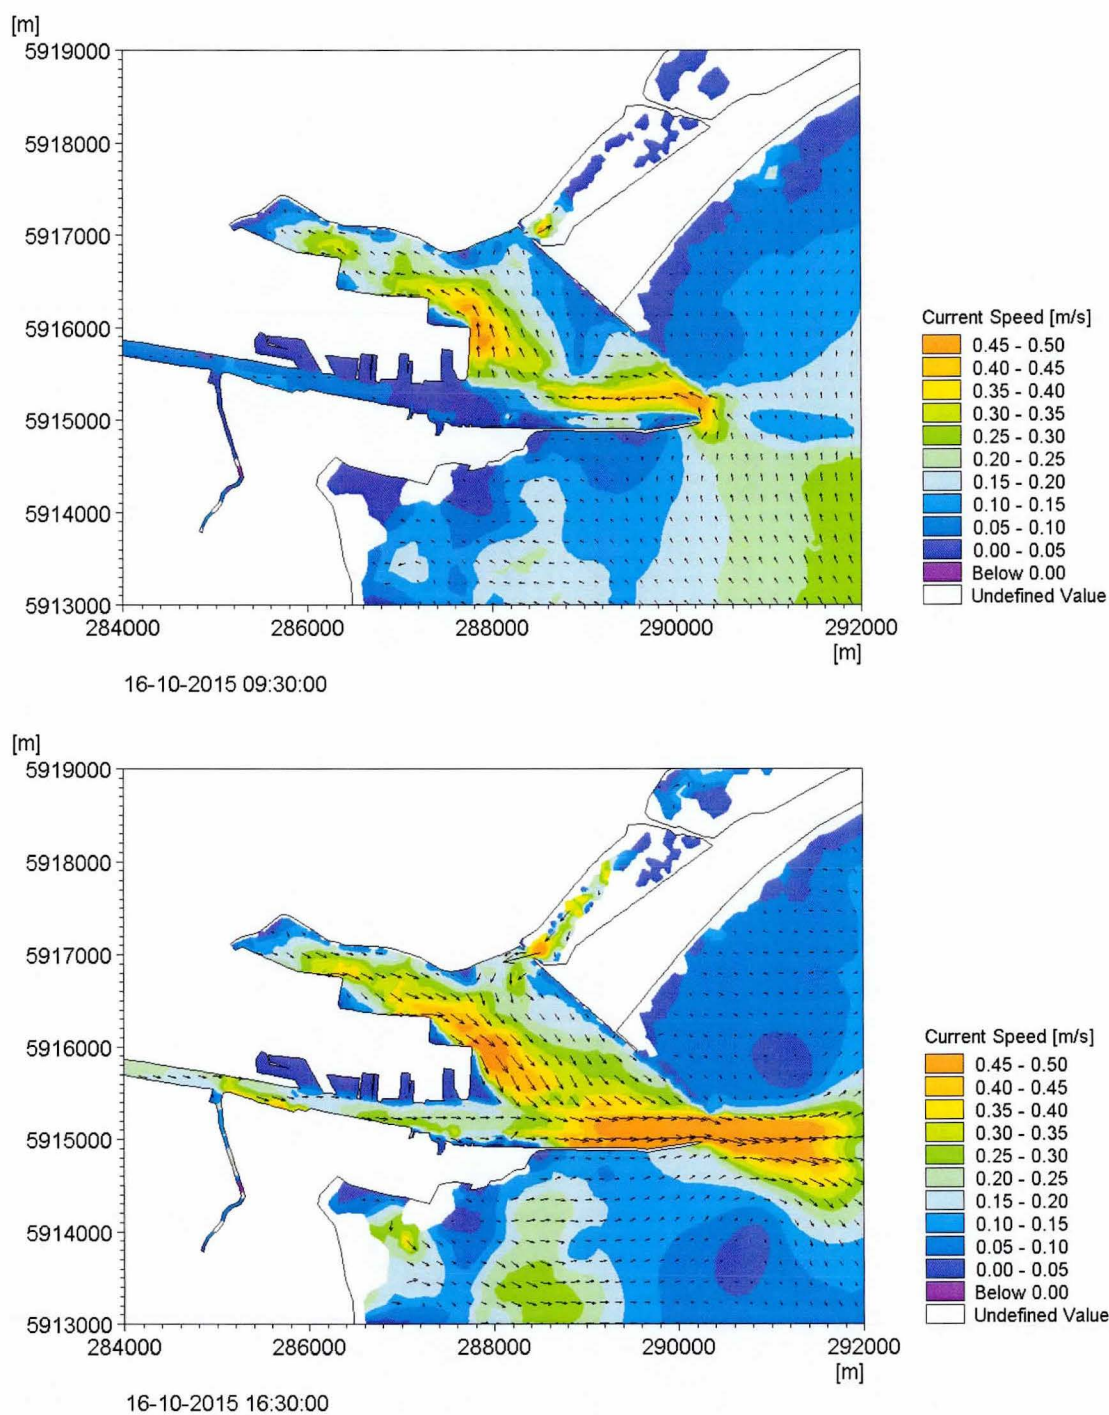 [m]
5919000
5918000
5917000
5916000
5915000
5914000
5913000
284000 286000 288000 290000 292000
[m]
Current Speed [m/s]
0.45 - 0.50
0.40 - 0.45
0.35 - 0.40
0.30 - 0.35
0.25 - 0.30
0.20 - 0.25
0.15 - 0.20
0.10 - 0.15
0.05 - 0.10
0.00 - 0.05
Below 0.00
Undefined Value
16-10-2015 09:30:00
[m]
5919000
5918000
5917000
5916000
5915000
5914000
5913000
284000 286000 288000 290000 292000
[m]
Current Speed [m/s]
0.45 - 0.50
0.40 - 0.45
0.35 - 0.40
0.30 - 0.35
0.25 - 0.30
0.20 - 0.25
0.15 - 0.20
0.10 - 0.15
0.05 - 0.10
0.00 - 0.05
Below 0.00
Undefined Value
16-10-2015 16:30:00